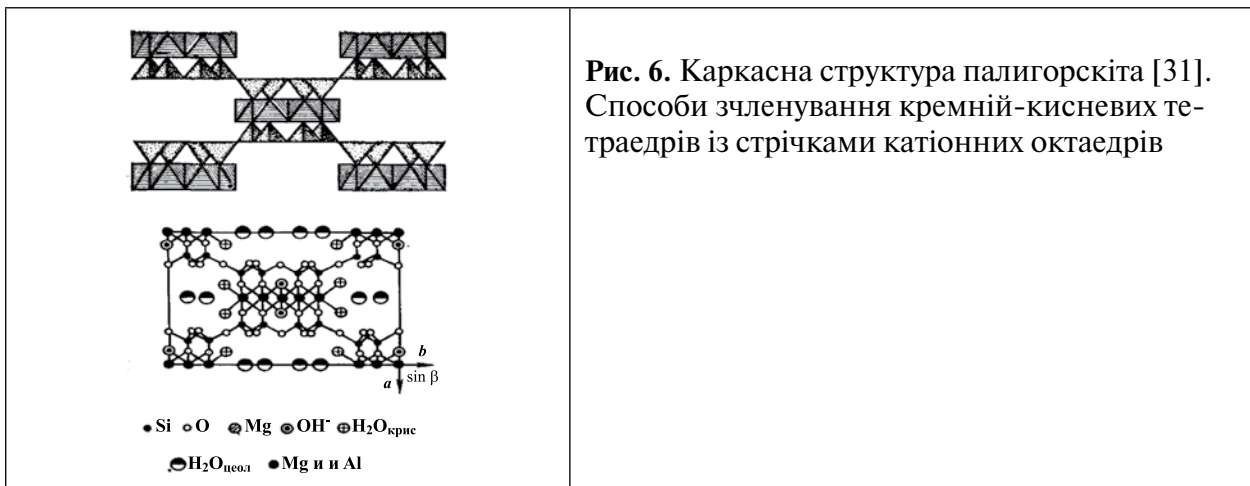 Рис. 6. Каркасна структура палигорскіта [31].
Способи зчленування кремній-кисневих те-
траедрів із стрічками катіонних октаедрів
b
a sin β
Si O Mg OH⁻ H₂Oкрис
H₂Oцеол Mg и и Al